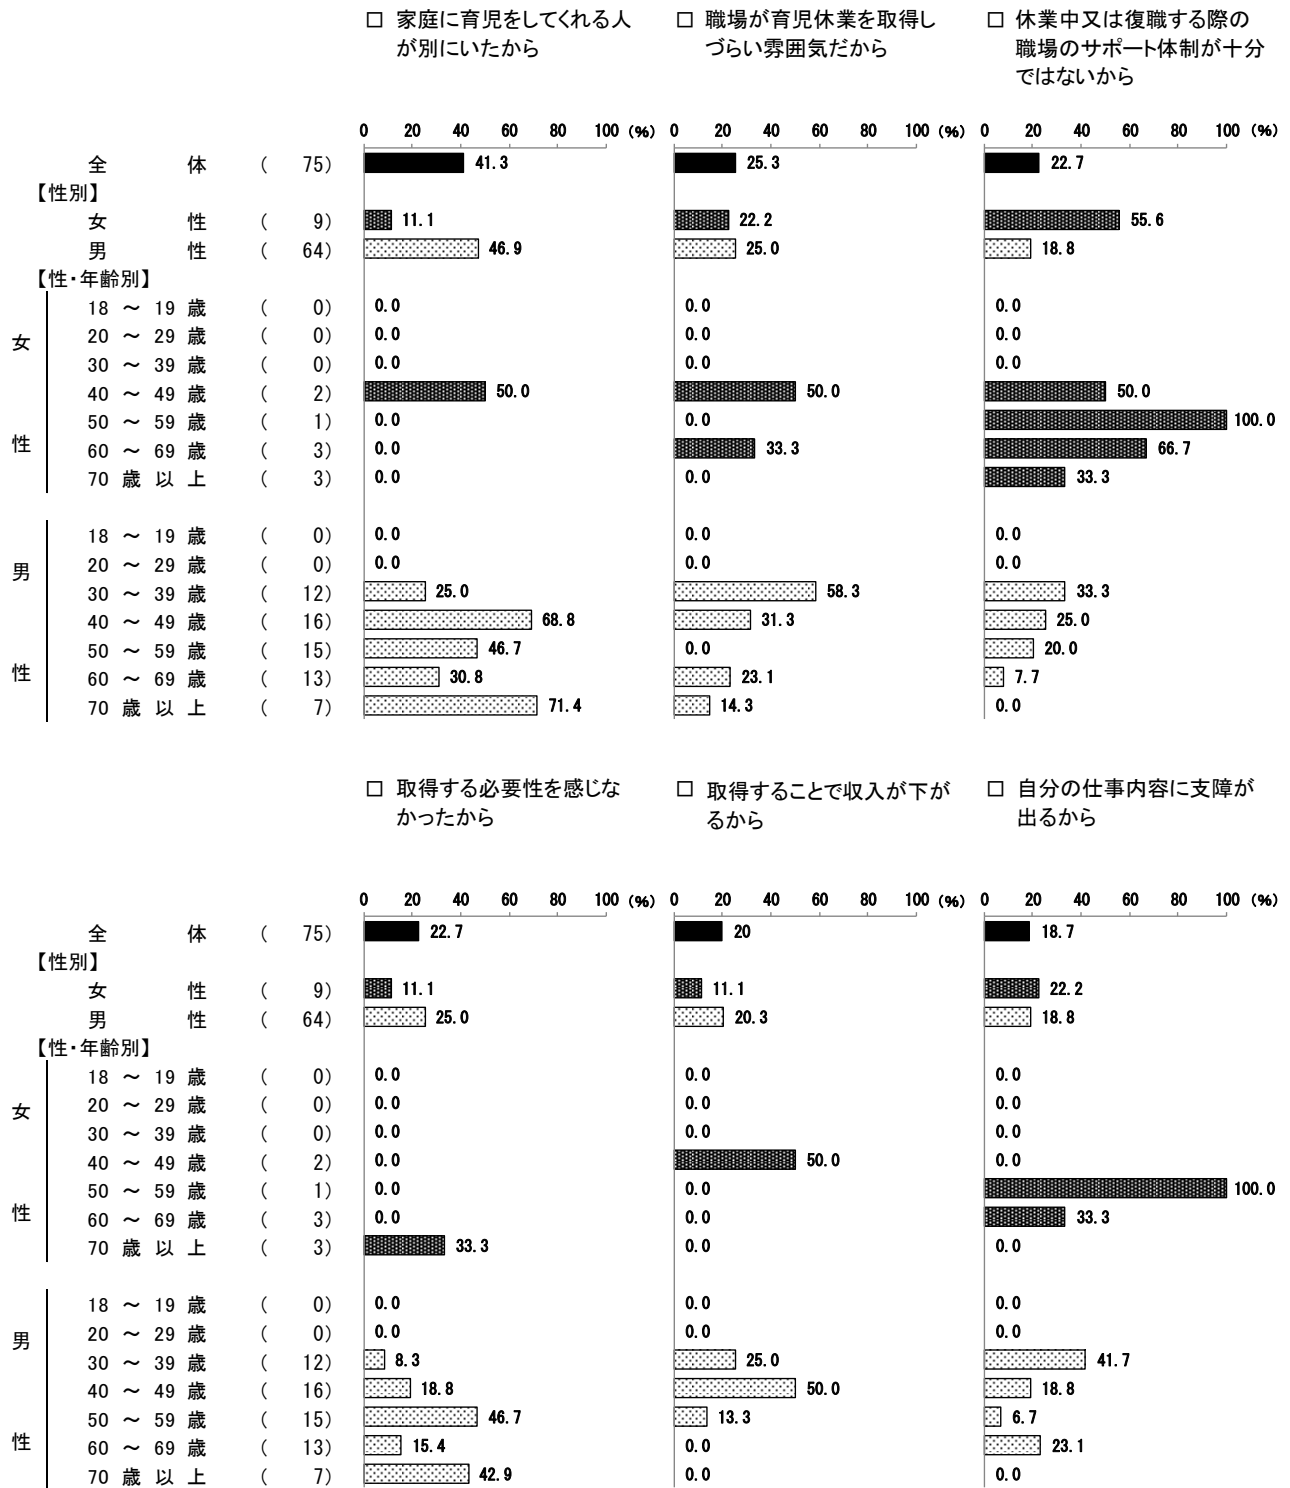 □ 家庭に育児をしてくれる人
が別にいたから
□ 職場が育児休業を取得し
づらい雰囲気だから
□ 休業中又は復職する際の
職場のサポート体制が十分
ではないから
0 20 40 60 80 100 (%) 0 20 40 60 80 100 (%) 0 20 40 60 80 100 (%)
全体 ( 75) 41.3 25.3 22.7
【性別】
女性 ( 9) 11.1 22.2 55.6
男性 ( 64) 46.9 25.0 18.8
【性・年齢別】
女性
18 ～ 19 歳 ( 0) 0.0 0.0 0.0
20 ～ 29 歳 ( 0) 0.0 0.0 0.0
30 ～ 39 歳 ( 0) 0.0 0.0 0.0
40 ～ 49 歳 ( 2) 50.0 50.0 50.0
50 ～ 59 歳 ( 1) 0.0 0.0 100.0
60 ～ 69 歳 ( 3) 0.0 33.3 66.7
70 歳 以 上 ( 3) 0.0 0.0 33.3
男性
18 ～ 19 歳 ( 0) 0.0 0.0 0.0
20 ～ 29 歳 ( 0) 0.0 0.0 0.0
30 ～ 39 歳 ( 12) 25.0 58.3 33.3
40 ～ 49 歳 ( 16) 68.8 31.3 25.0
50 ～ 59 歳 ( 15) 46.7 0.0 20.0
60 ～ 69 歳 ( 13) 30.8 23.1 7.7
70 歳 以 上 ( 7) 71.4 14.3 0.0
□ 取得する必要性を感じな
かったから
□ 取得することで収入が下が
るから
□ 自分の仕事内容に支障が
出るから
0 20 40 60 80 100 (%) 0 20 40 60 80 100 (%) 0 20 40 60 80 100 (%)
全体 ( 75) 22.7 20 18.7
【性別】
女性 ( 9) 11.1 11.1 22.2
男性 ( 64) 25.0 20.3 18.8
【性・年齢別】
女性
18 ～ 19 歳 ( 0) 0.0 0.0 0.0
20 ～ 29 歳 ( 0) 0.0 0.0 0.0
30 ～ 39 歳 ( 0) 0.0 0.0 0.0
40 ～ 49 歳 ( 2) 0.0 50.0 0.0
50 ～ 59 歳 ( 1) 0.0 0.0 100.0
60 ～ 69 歳 ( 3) 0.0 0.0 33.3
70 歳 以 上 ( 3) 33.3 0.0 0.0
男性
18 ～ 19 歳 ( 0) 0.0 0.0 0.0
20 ～ 29 歳 ( 0) 0.0 0.0 0.0
30 ～ 39 歳 ( 12) 8.3 25.0 41.7
40 ～ 49 歳 ( 16) 18.8 50.0 18.8
50 ～ 59 歳 ( 15) 46.7 13.3 6.7
60 ～ 69 歳 ( 13) 15.4 0.0 23.1
70 歳 以 上 ( 7) 42.9 0.0 0.0